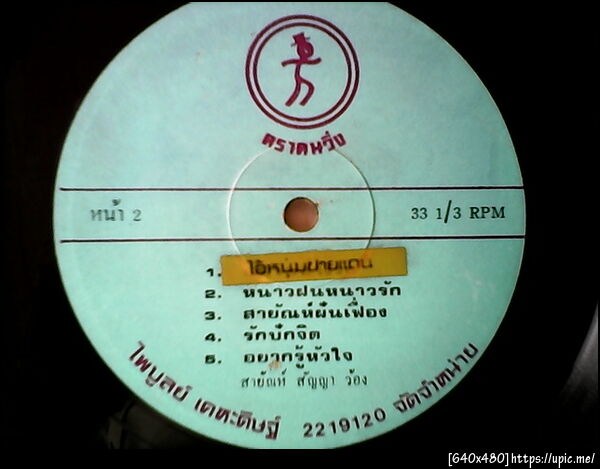 ตราคนวิ่ง
หน้า 2
33 1/3 RPM
1. ไอ้หนุ่มชายแดน
2. หนาวฝนหนาวรัก
3. สายัณห์ผันเฟื่อง
4. รักปักจิต
5. อยากรู้หัวใจ
สายัณห์ สัญญา ร้อง
ไพบูลย์ เดหะดิษฐ์ 2219120 จัดจำหน่าย
[640x480]https://upic.me/